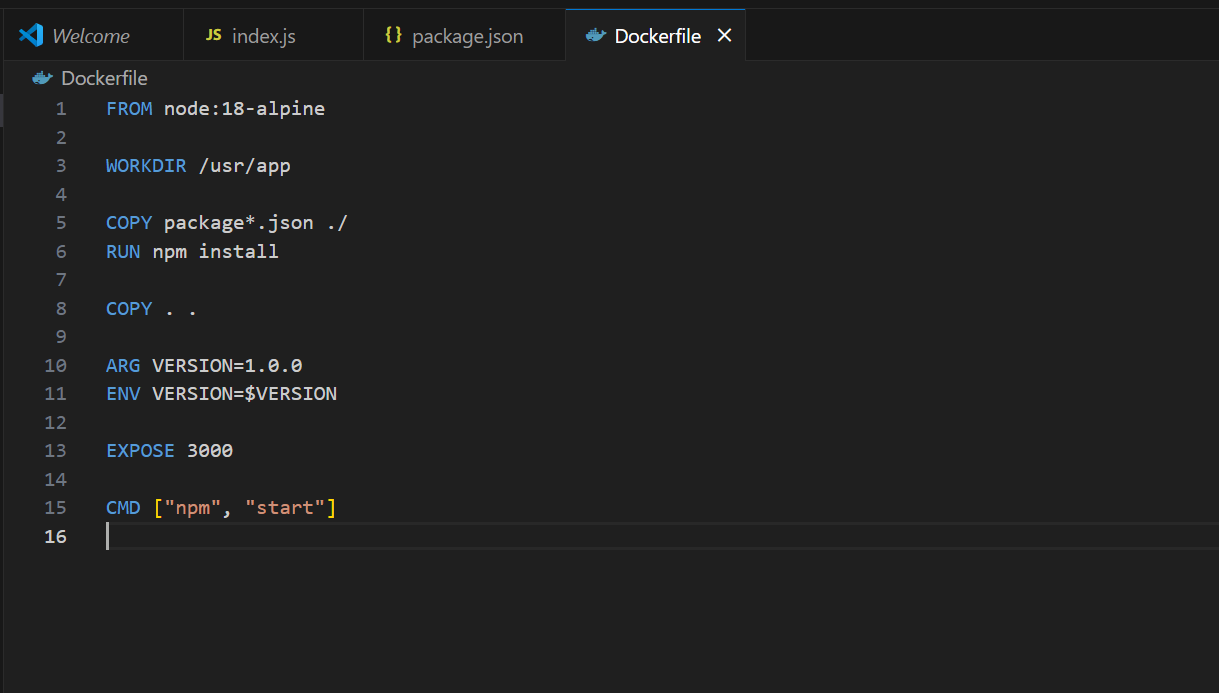 Welcome JS index.js {} package.json Dockerfile
Dockerfile
1 FROM node:18-alpine
2
3 WORKDIR /usr/app
4
5 COPY package*.json ./
6 RUN npm install
7
8 COPY . .
9
10 ARG VERSION=1.0.0
11 ENV VERSION=$VERSION
12
13 EXPOSE 3000
14
15 CMD ["npm", "start"]
16